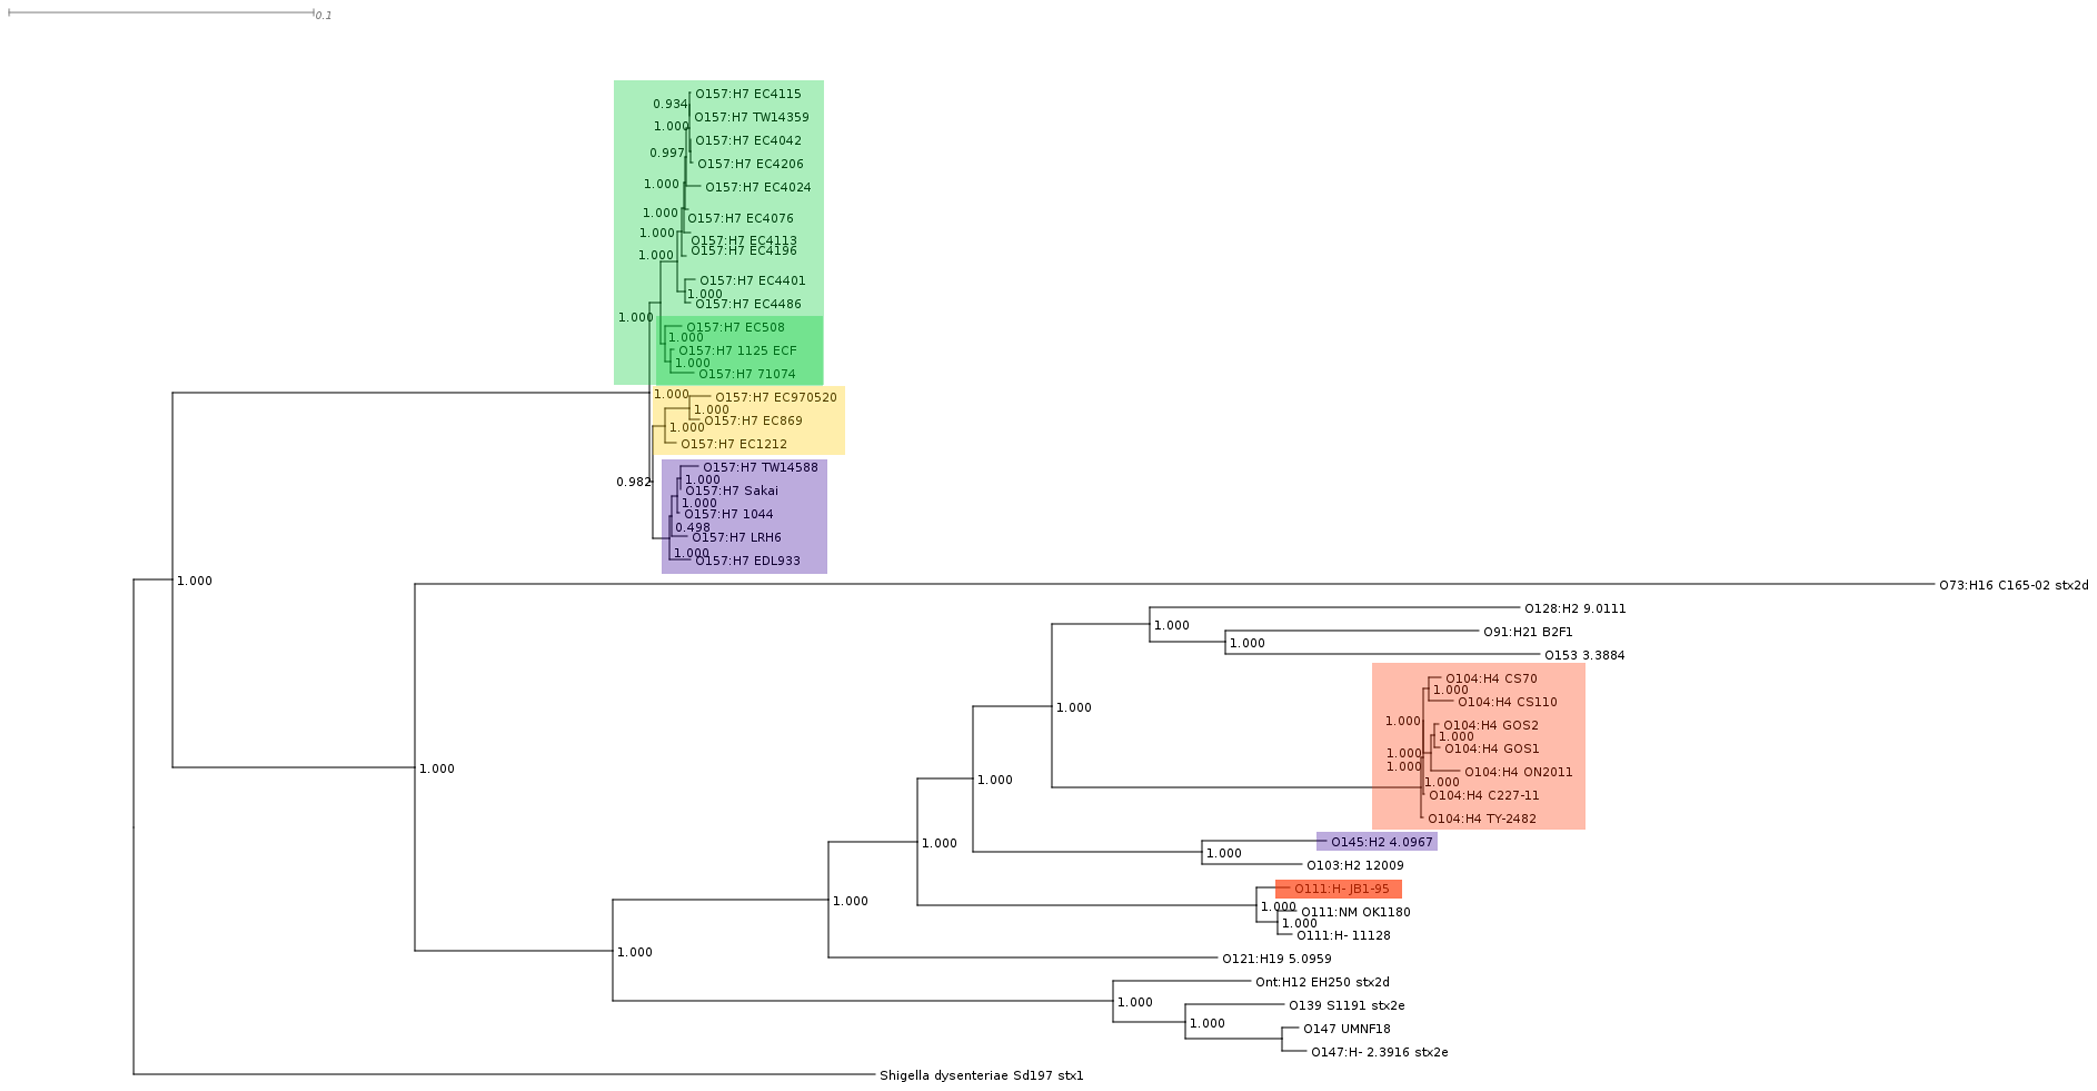 0.1
O157:H7 EC4115
0.934
O157:H7 TW14359
1.000
O157:H7 EC4042
0.997
O157:H7 EC4206
1.000
O157:H7 EC4024
1.000
O157:H7 EC4076
1.000
O157:H7 EC4113
O157:H7 EC4196
1.000
O157:H7 EC4401
1.000
O157:H7 EC4486
1.000
O157:H7 EC508
1.000
O157:H7 1125 ECF
1.000
O157:H7 71074
1.000
O157:H7 EC970520
1.000
O157:H7 EC869
1.000
O157:H7 EC1212
O157:H7 TW14588
1.000
0.982
O157:H7 Sakai
1.000
O157:H7 1044
0.498
O157:H7 LRH6
1.000
O157:H7 EDL933
1.000
O73:H16 C165-02 stx2d
O128:H2 9.0111
1.000
O91:H21 B2F1
1.000
O153 3.3884
O104:H4 CS70
1.000
O104:H4 CS110
1.000
1.000
O104:H4 GOS2
1.000
O104:H4 GOS1
1.000
1.000
O104:H4 ON2011
1.000
1.000
1.000
O104:H4 C227-11
O104:H4 TY-2482
O145:H2 4.0967
1.000
1.000
O103:H2 12009
O111:H- JB1-95
1.000
1.000
O111:NM OK1180
1.000
O111:H- 11128
1.000
O121:H19 5.0959
Ont:H12 EH250 stx2d
1.000
O139 S1191 stx2e
1.000
O147 UMNF18
O147:H- 2.3916 stx2e
Shigella dysenteriae Sd197 stx1